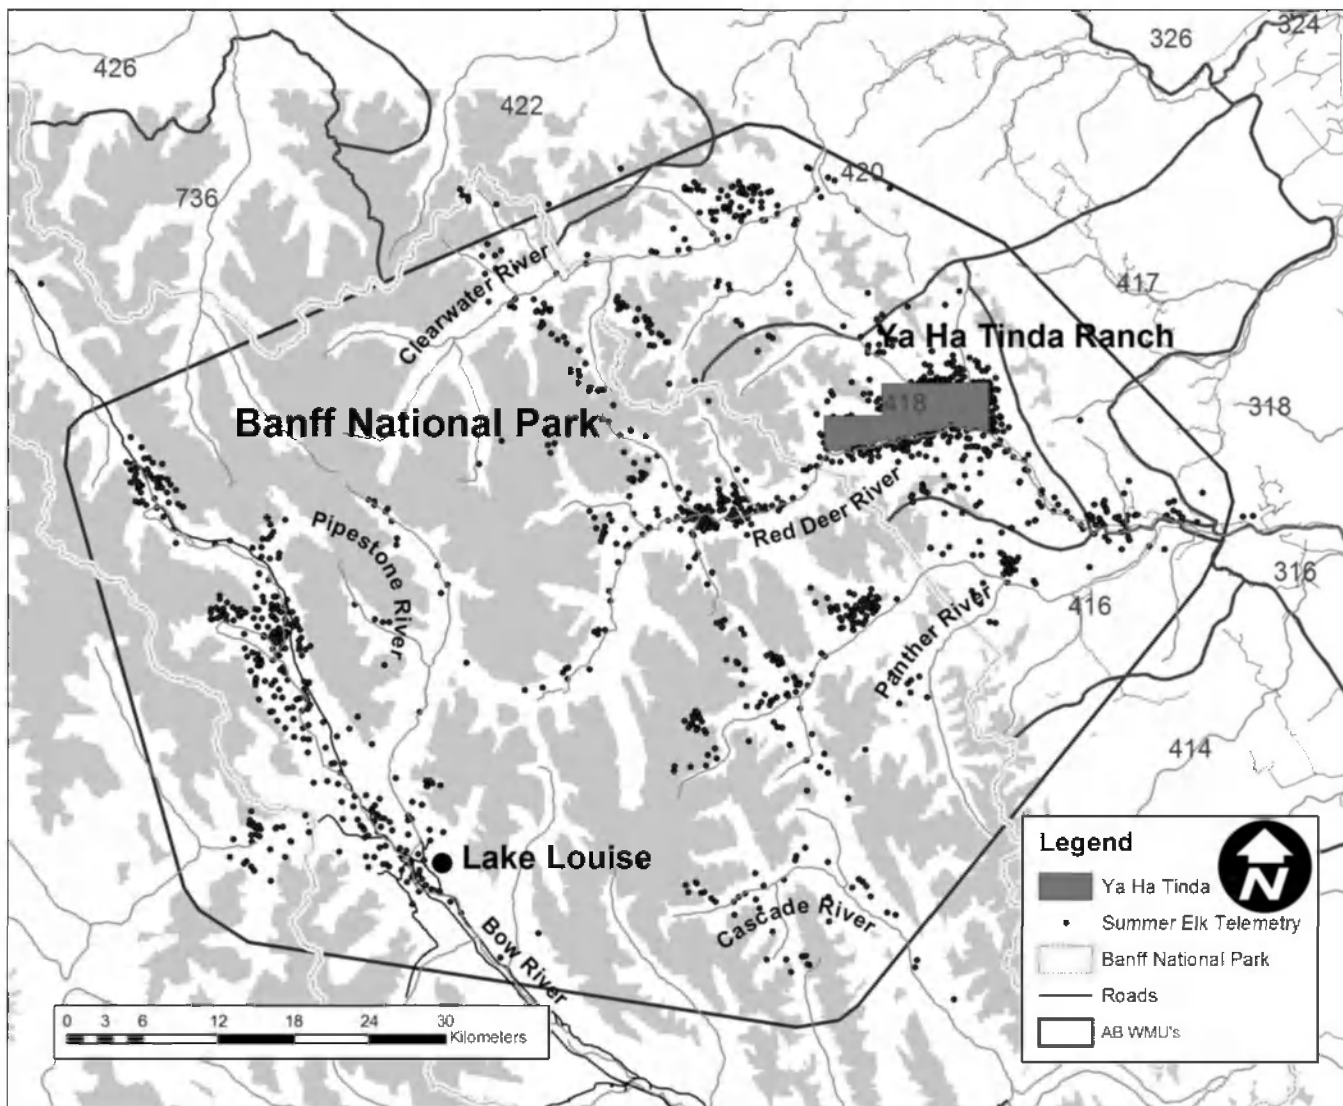 324
326
426
422
420
736
417
Clearwater River
Ya Ha Tinda Ranch
418
318
Banff National Park
Pipestone River
Red Deer River
316
416
Panther River
414
Lake Louise
Cascade River
Bow River
Legend
N
Ya Ha Tinda
Summer Elk Telemetry
Banff National Park
Roads
AB WMU's
0 3 6 12 18 24 30
Kilometers